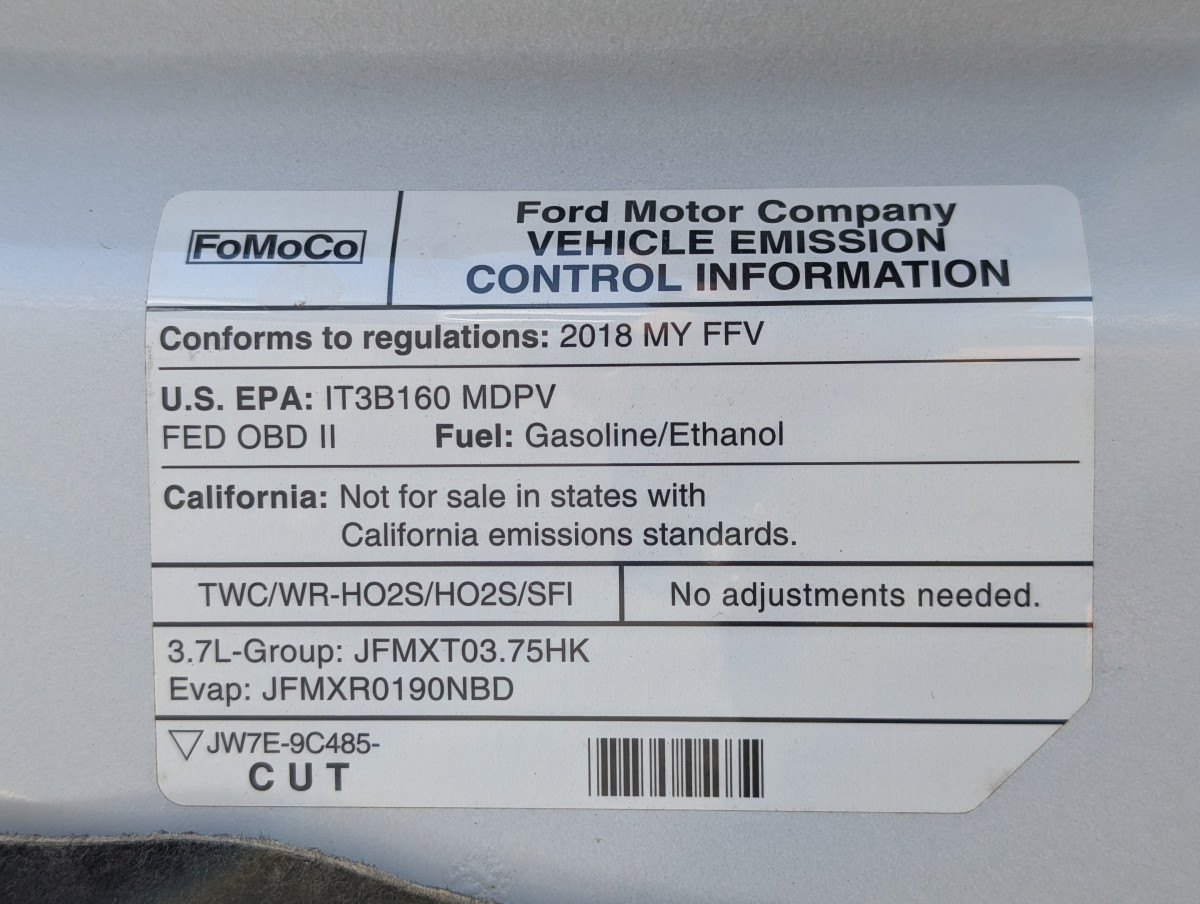 FoMoCo
Ford Motor Company
VEHICLE EMISSION
CONTROL INFORMATION
Conforms to regulations: 2018 MY FFV
U.S. EPA: IT3B160 MDPV
FED OBD II Fuel: Gasoline/Ethanol
California: Not for sale in states with
California emissions standards.
TWC/WR-HO2S/HO2S/SFI
No adjustments needed.
3.7L-Group: JFMXT03.75HK
Evap: JFMXR0190NBD
▽JW7E-9C485-
CUT